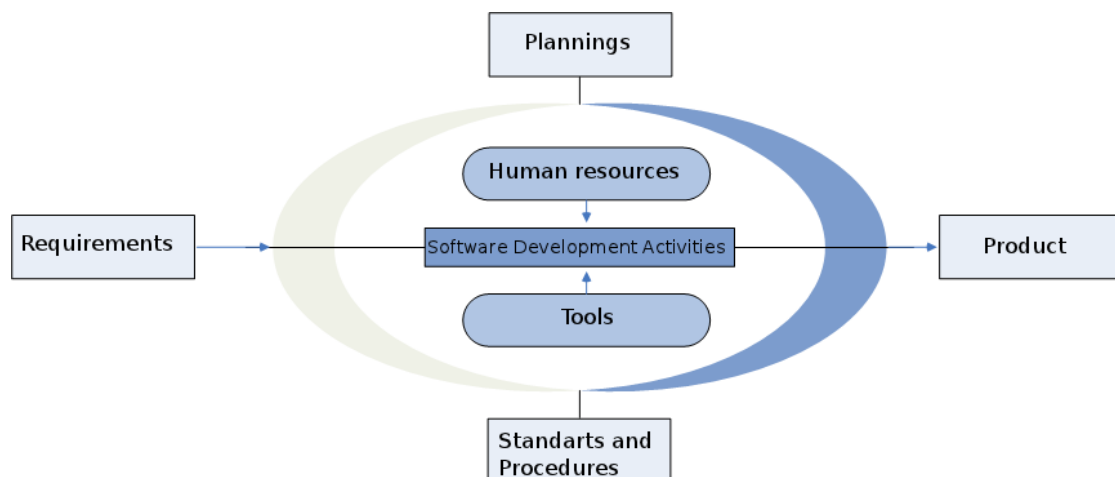 Plannings
Human resources
Requirements
Software Development Activities
Product
Tools
Standarts and
Procedures